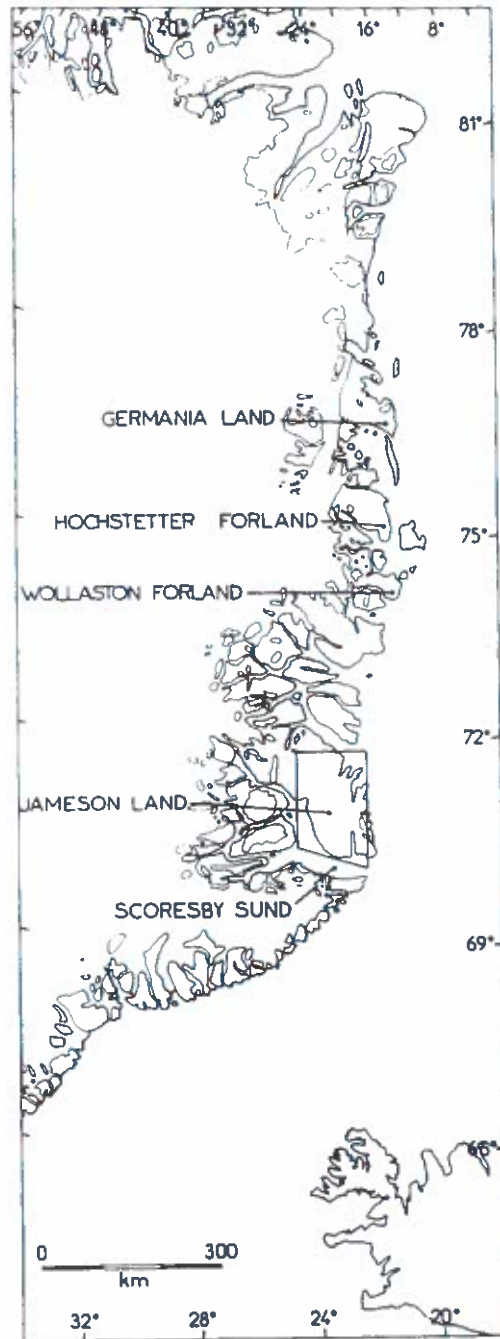 56° 48° 40° 32° 24° 16° 8°
81°
78°
GERMANIA LAND
HOCHSTETTER FORLAND
75°
WOLLASTON FORLAND
72°
JAMESON LAND
SCORESBY SUND
69°
66°
0 300
km
32° 28° 24° 20°